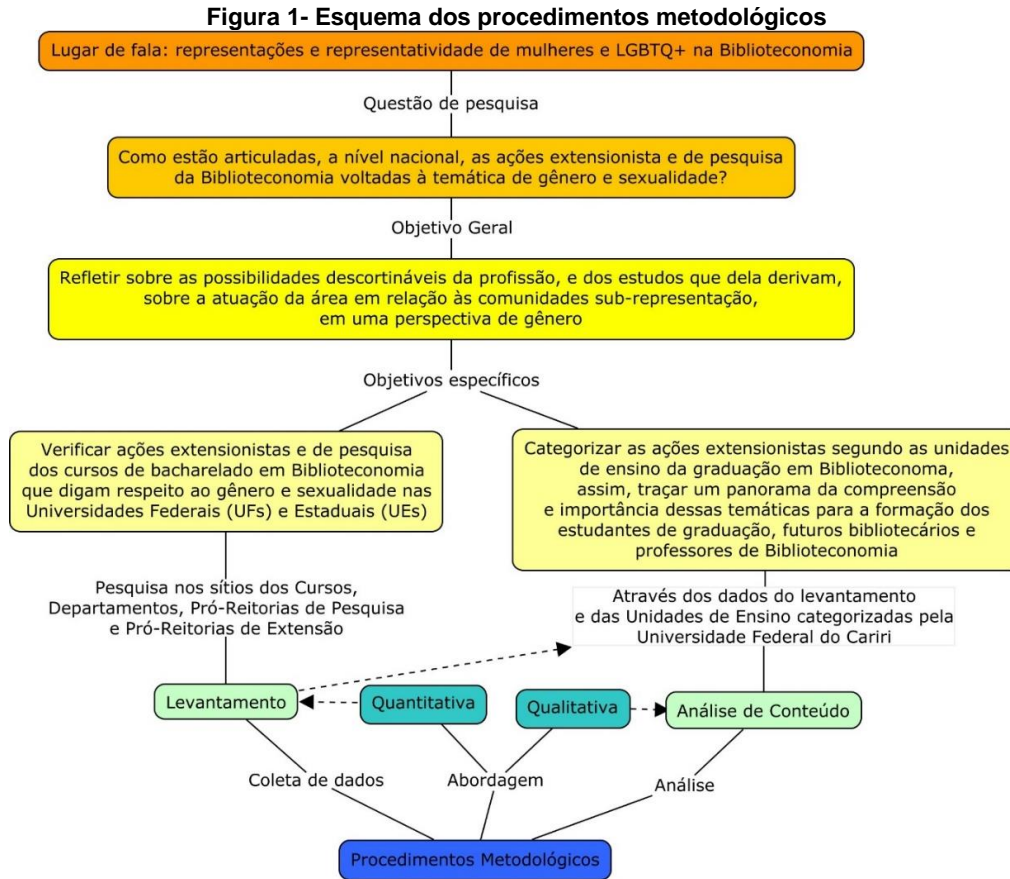 Figura 1- Esquema dos procedimentos metodológicos
Lugar de fala: representações e representatividade de mulheres e LGBTQ+ na Biblioteconomia
Questão de pesquisa
Como estão articuladas, a nível nacional, as ações extensionista e de pesquisa
da Biblioteconomia voltadas à temática de gênero e sexualidade?
Objetivo Geral
Refletir sobre as possibilidades descortináveis da profissão, e dos estudos que dela derivam,
sobre a atuação da área em relação às comunidades sub-representação,
em uma perspectiva de gênero
Objetivos específicos
Verificar ações extensionistas e de pesquisa
dos cursos de bacharelado em Biblioteconomia
que digam respeito ao gênero e sexualidade nas
Universidades Federais (UFs) e Estaduais (UEs)
Categorizar as ações extensionistas segundo as unidades
de ensino da graduação em Biblioteconoma,
assim, traçar um panorama da compreensão
e importância dessas temáticas para a formação dos
estudantes de graduação, futuros bibliotecários e
professores de Biblioteconomia
Pesquisa nos sítios dos Cursos,
Departamentos, Pró-Reitorias de Pesquisa
e Pró-Reitorias de Extensão
Através dos dados do levantamento
e das Unidades de Ensino categorizadas pela
Universidade Federal do Cariri
Levantamento
Quantitativa
Qualitativa
Análise de Conteúdo
Coleta de dados
Abordagem
Análise
Procedimentos Metodológicos